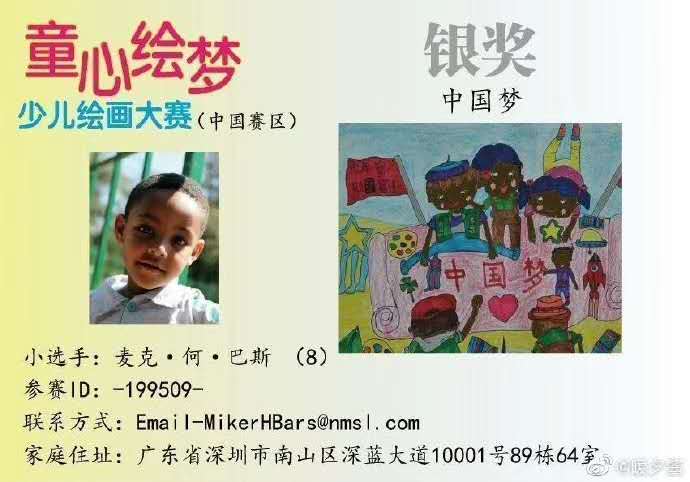 童心绘梦
少儿绘画大赛(中国赛区)
银奖
中国梦
中国梦
小选手：麦克·何·巴斯 （8）
参赛ID：-199509-
联系方式：Email-MikerHBars@nmsl.com
家庭住址：广东省深圳市南山区深蓝大道10001号89栋64室